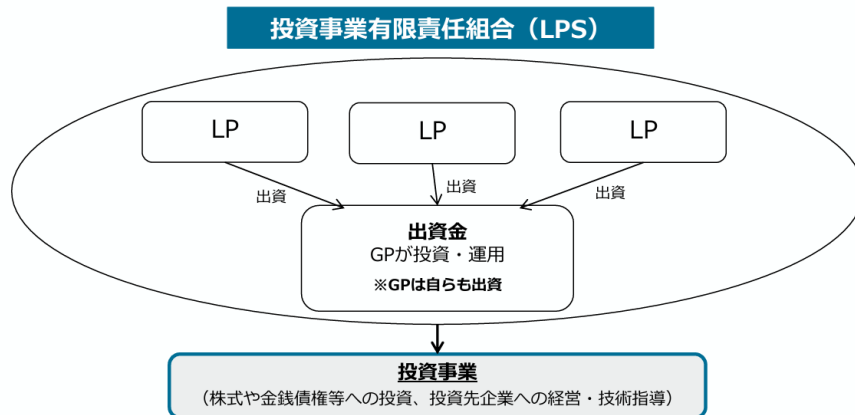 投資事業有限責任組合（LPS）
LP
LP
LP
出資
出資
出資
出資金
GPが投資・運用
※GPは自らも出資
投資事業
（株式や金銭債権等への投資、投資先企業への経営・技術指導）